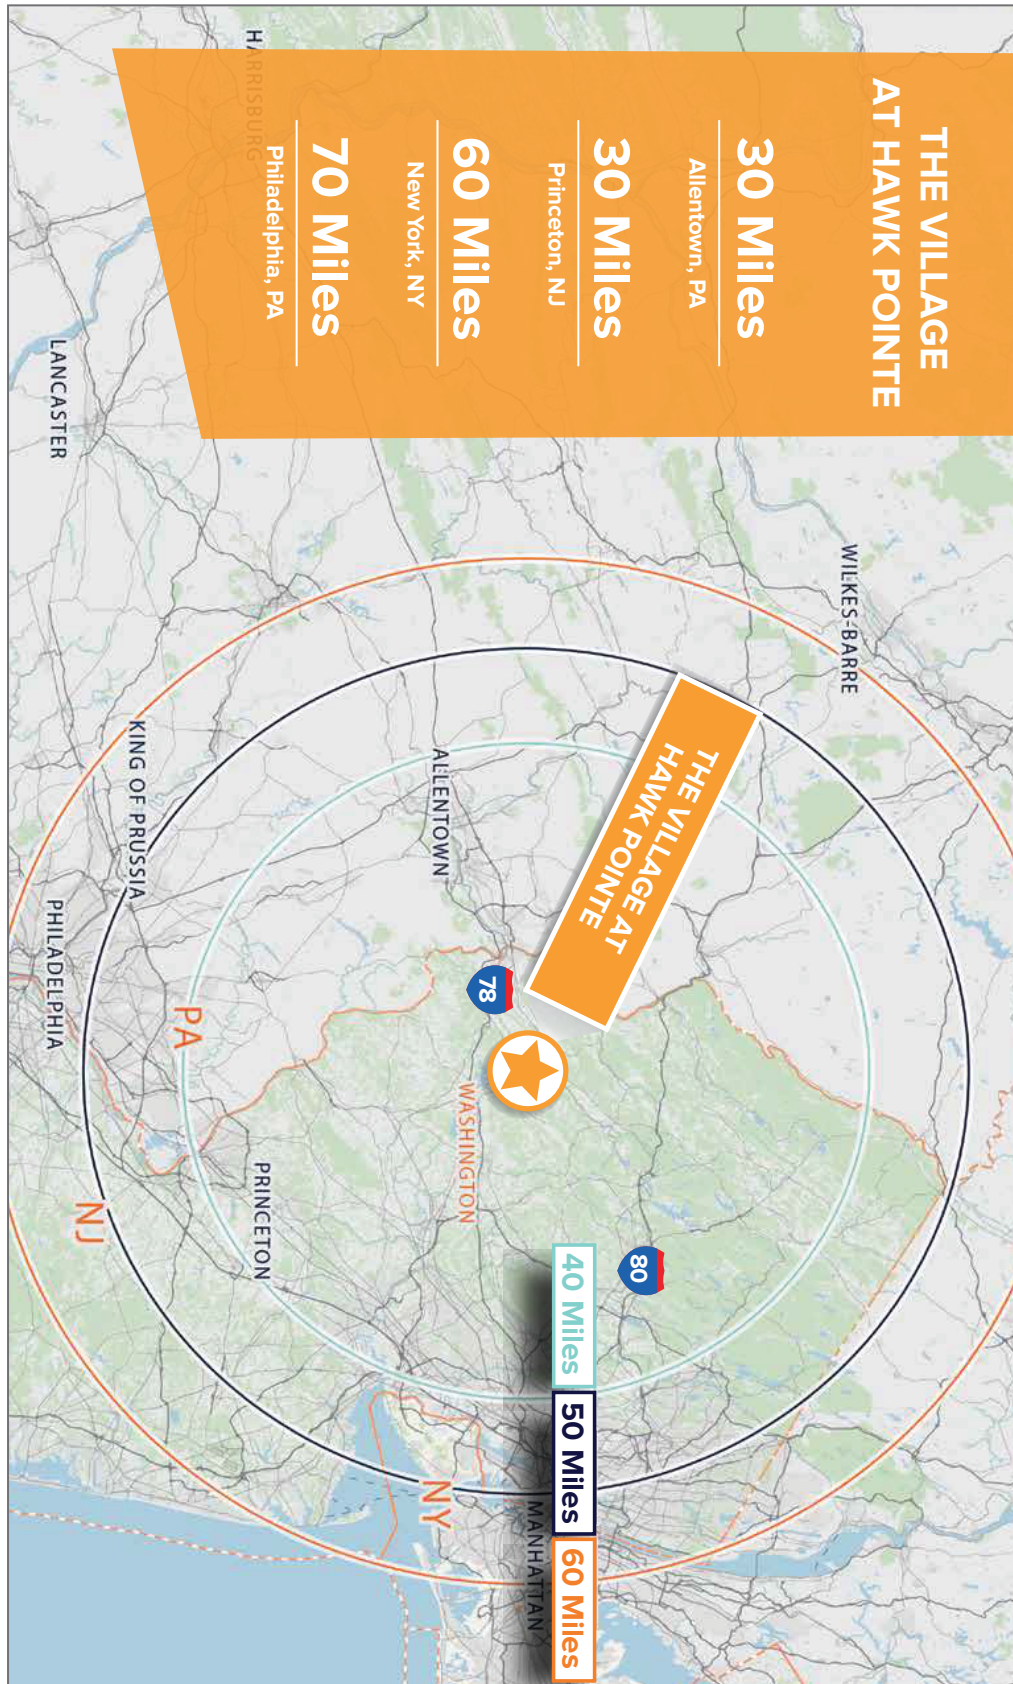 THE VILLAGE
AT HAWK POINTE
30 Miles
Allentown, PA
30 Miles
Princeton, NJ
60 Miles
New York, NY
70 Miles
Philadelphia, PA
HARRISBURG
LANCASTER
WILKES-BARRE
KING OF PRUSSIA
PHILADELPHIA
ALLENTOWN
THE VILLAGE AT
HAWK POINTE
78
PA
WASHINGTON
PRINCETON
NJ
80
40 Miles
50 Miles
60 Miles
NY
MANHATTAN